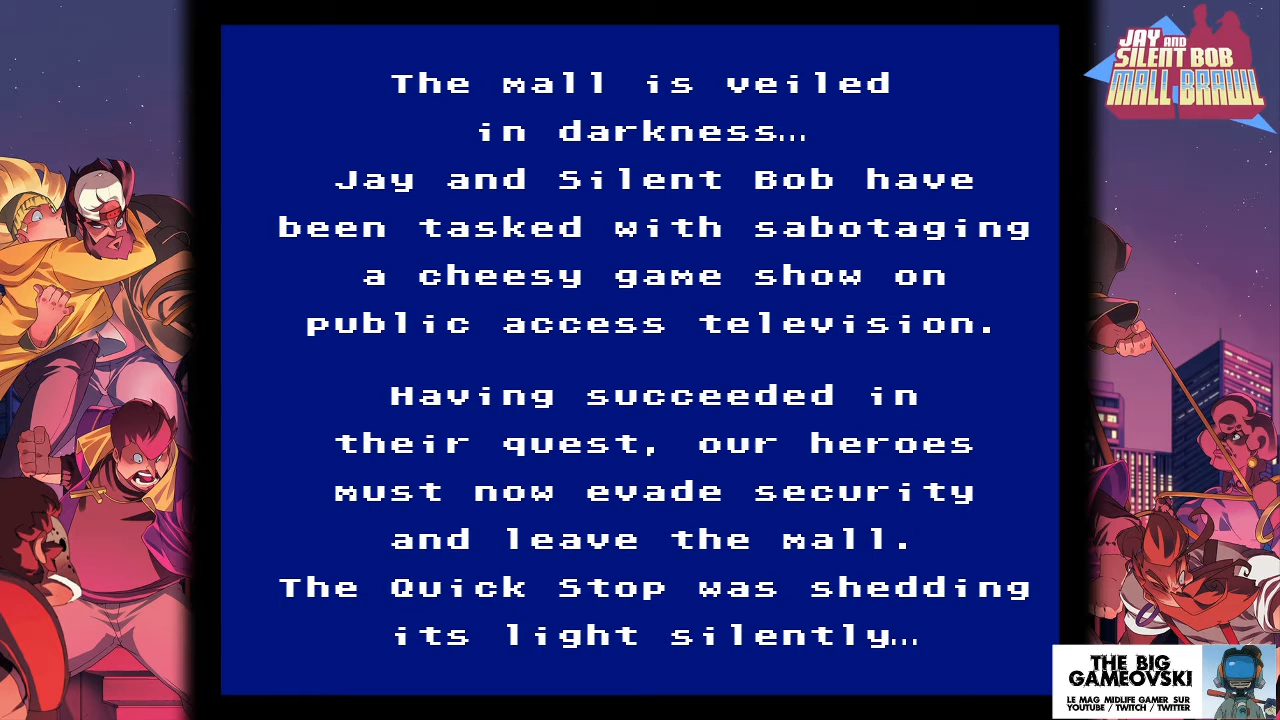 The mall is veiled
in darkness...
Jay and Silent Bob have
been tasked with sabotaging
a cheesy game show on
public access television.
Having succeeded in
their quest, our heroes
must now evade security
and leave the mall.
The Quick Stop was shedding
its light silently...
JAY AND
SILENT BOB
MALL BRAWL
THE BIG
GAMEOVSKI
LE MAG MIDLIFE GAMER SUR
YOUTUBE / TWITCH / TWITTER